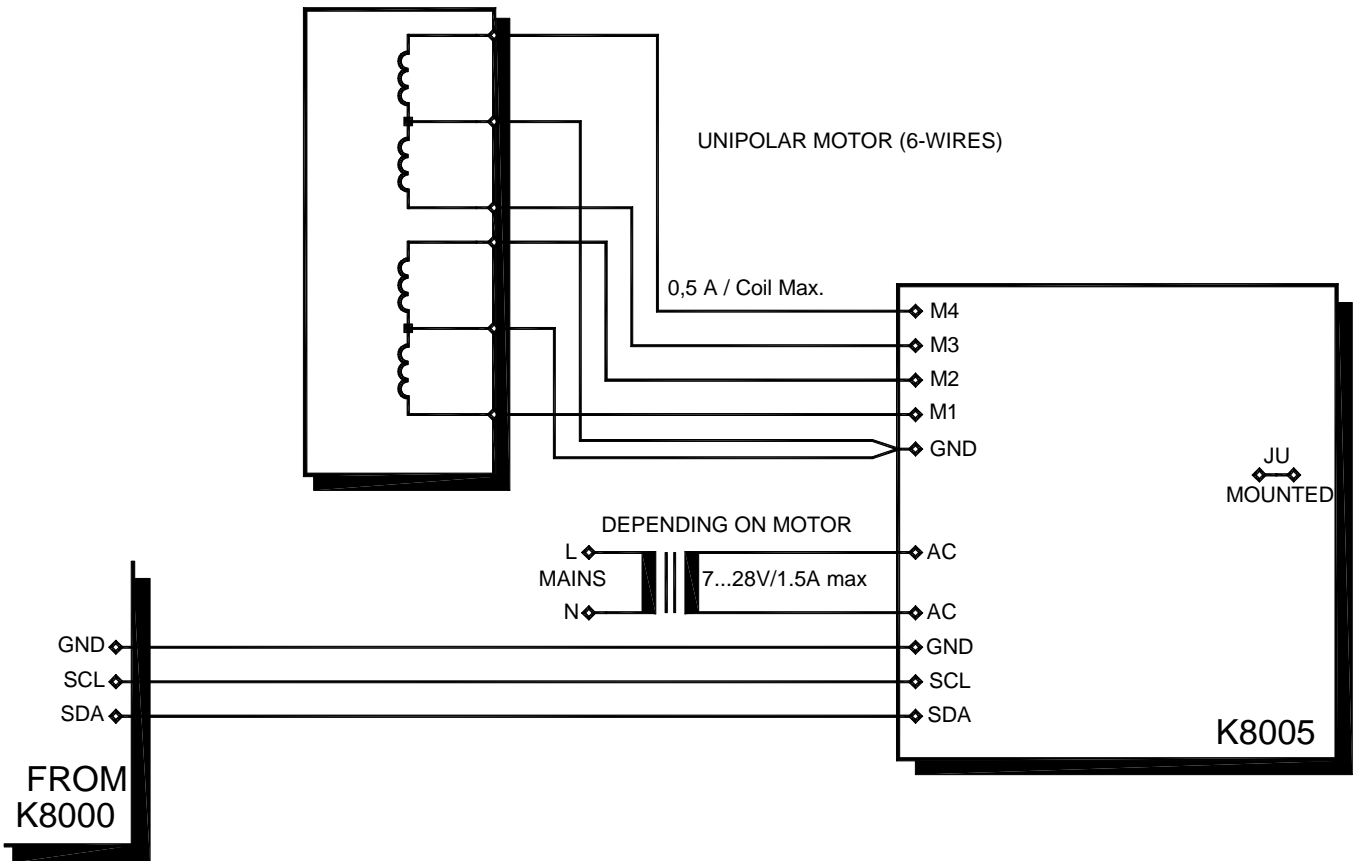 UNIPOLAR MOTOR (6-WIRES)
0,5 A / Coil Max.
M4
M3
M2
M1
GND
JU
MOUNTED
DEPENDING ON MOTOR
L
MAINS
N
7...28V/1.5A max
AC
AC
GND
GND
SCL
SCL
SDA
SDA
K8005
FROM
K8000